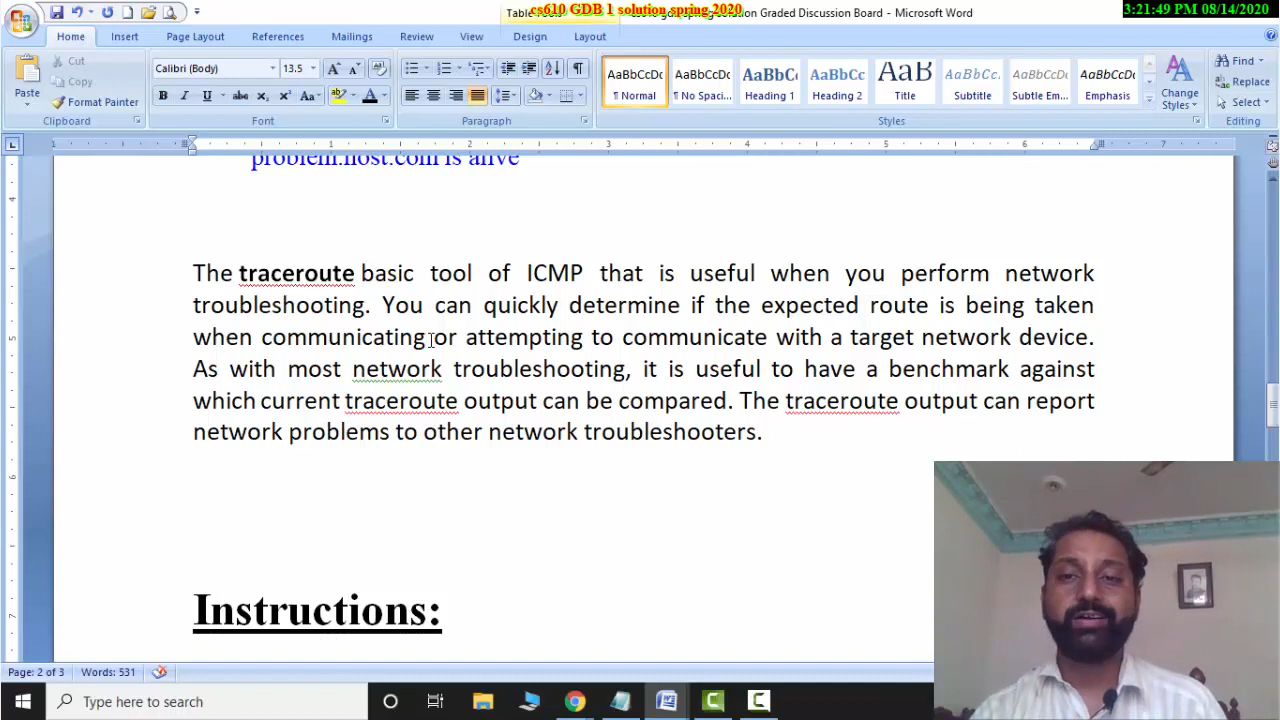 cs610 GDB 1 solution spring-2020
Solution Graded Discussion Board - Microsoft Word
3:21:49 PM 08/14/2020
Home Insert Page Layout References Mailings Review View Design Layout
Paste
Cut
Copy
Format Painter
Clipboard
Calibri (Body) 13.5
Font
Paragraph
AaBbCcDc AaBbCcDc AaBbC AaBbCc AaB AaBbCc. AaBbCcDc AaBbCcDc
¶ Normal ¶ No Spaci... Heading 1 Heading 2 Title Subtitle Subtle Em... Emphasis
Styles
Change Styles
Find
Replace
Select
Editing
problem.host.com is alive
The traceroute basic tool of ICMP that is useful when you perform network
troubleshooting. You can quickly determine if the expected route is being taken
when communicating or attempting to communicate with a target network device.
As with most network troubleshooting, it is useful to have a benchmark against
which current traceroute output can be compared. The traceroute output can report
network problems to other network troubleshooters.
Instructions:
Page: 2 of 3 Words: 531
Type here to search